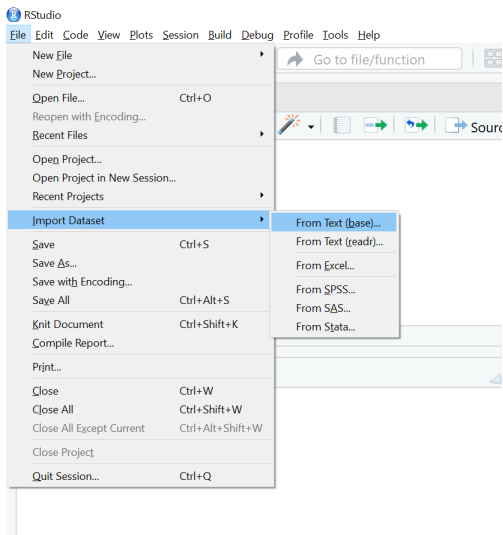 RStudio
File Edit Code View Plots Session Build Debug Profile Tools Help
New File
New Project...
Go to file/function
Open File... Ctrl+O
Reopen with Encoding...
Recent Files
Sourc
Open Project...
Open Project in New Session...
Recent Projects
Import Dataset
From Text (base)...
From Text (readr)...
From Excel...
From SPSS...
From SAS...
From Stata...
Save Ctrl+S
Save As...
Save with Encoding...
Save All Ctrl+Alt+S
Knit Document Ctrl+Shift+K
Compile Report...
Print...
Close Ctrl+W
Close All Ctrl+Shift+W
Close All Except Current Ctrl+Alt+Shift+W
Close Project
Quit Session... Ctrl+Q